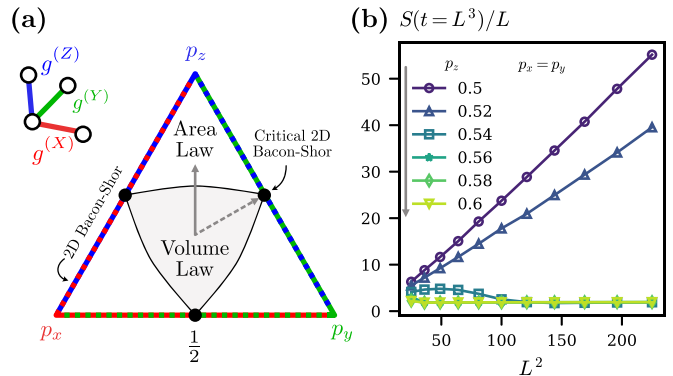 (a)
p_z
g^(Z)
g^(Y)
g^(X)
Area
Law
Critical 2D
Bacon-Shor
2D Bacon-Shor
Volume
Law
p_x
1/2
p_y
(b)
S(t = L^3)/L
p_z
p_x = p_y
0.5
0.52
0.54
0.56
0.58
0.6
50
40
30
20
10
0
50
100
150
200
L^2